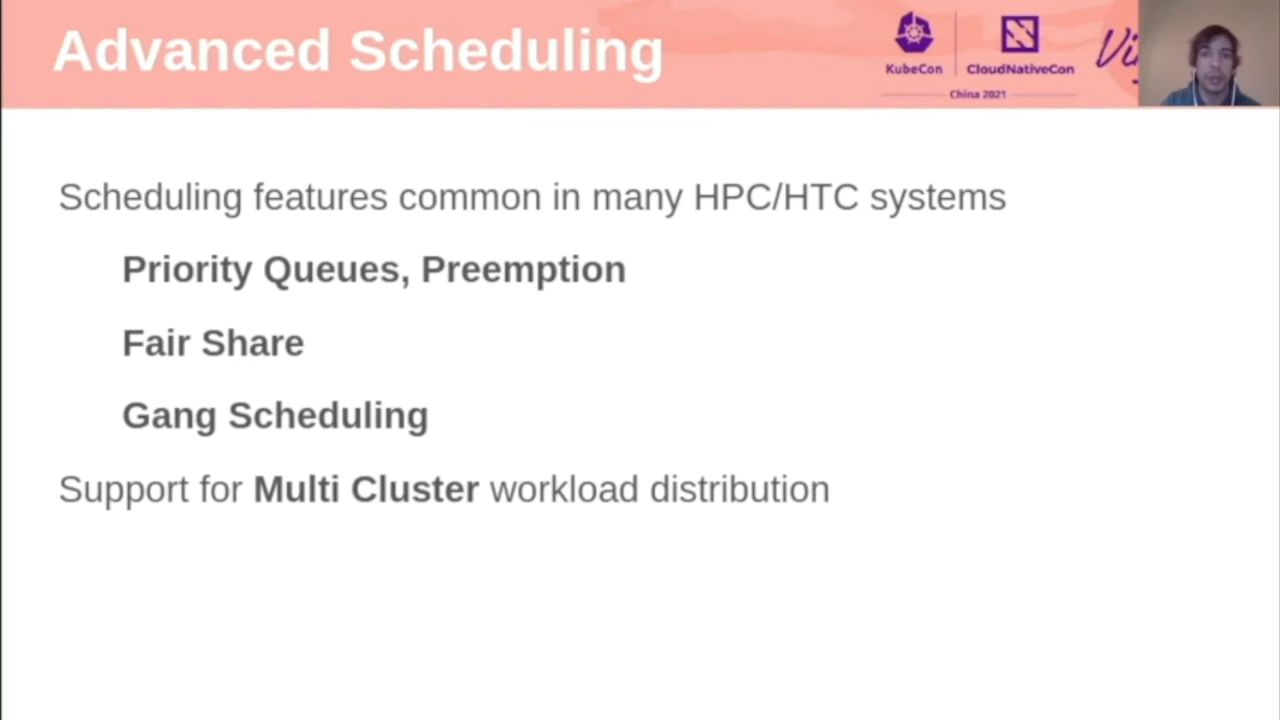 Advanced Scheduling
KubeCon
CloudNativeCon
China 2021
Scheduling features common in many HPC/HTC systems
Priority Queues, Preemption
Fair Share
Gang Scheduling
Support for Multi Cluster workload distribution